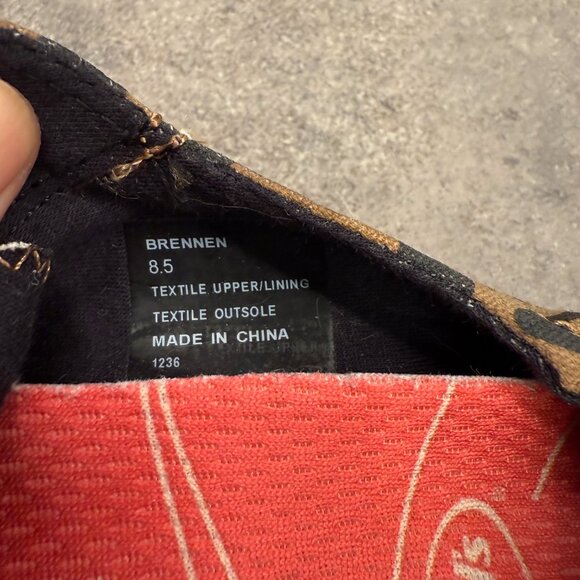 BRENNEN
8.5
TEXTILE UPPER/LINING
TEXTILE OUTSOLE
MADE IN CHINA
1236